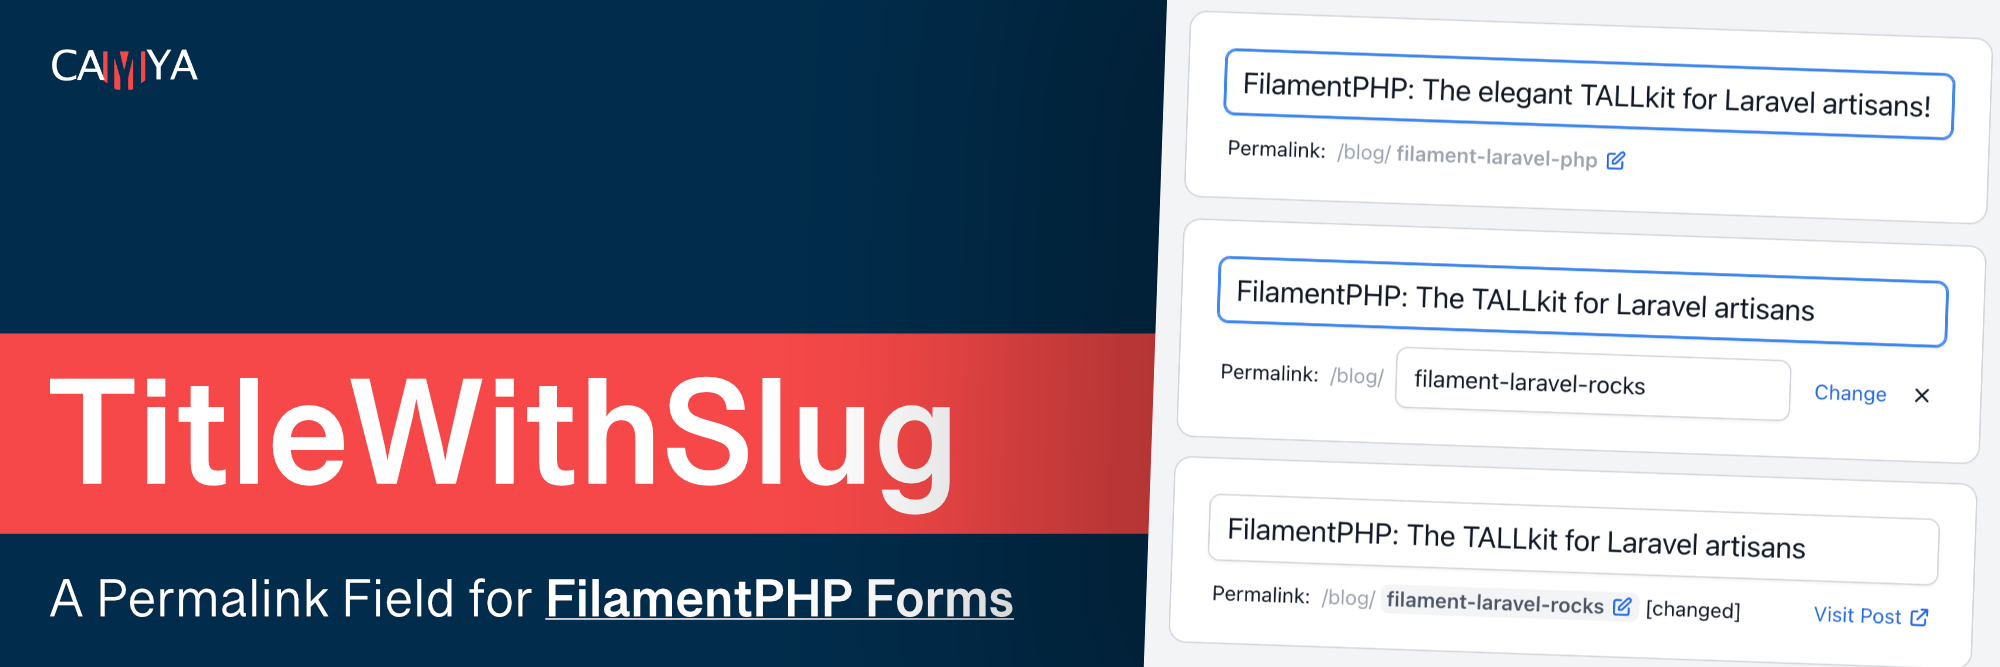 CAMYA
TitleWithSlug
A Permalink Field for FilamentPHP Forms
FilamentPHP: The elegant TALLkit for Laravel artisans!
Permalink: /blog/ filament-laravel-php
FilamentPHP: The TALLkit for Laravel artisans
Permalink: /blog/ filament-laravel-rocks Change
FilamentPHP: The TALLkit for Laravel artisans
Permalink: /blog/ filament-laravel-rocks [changed] Visit Post